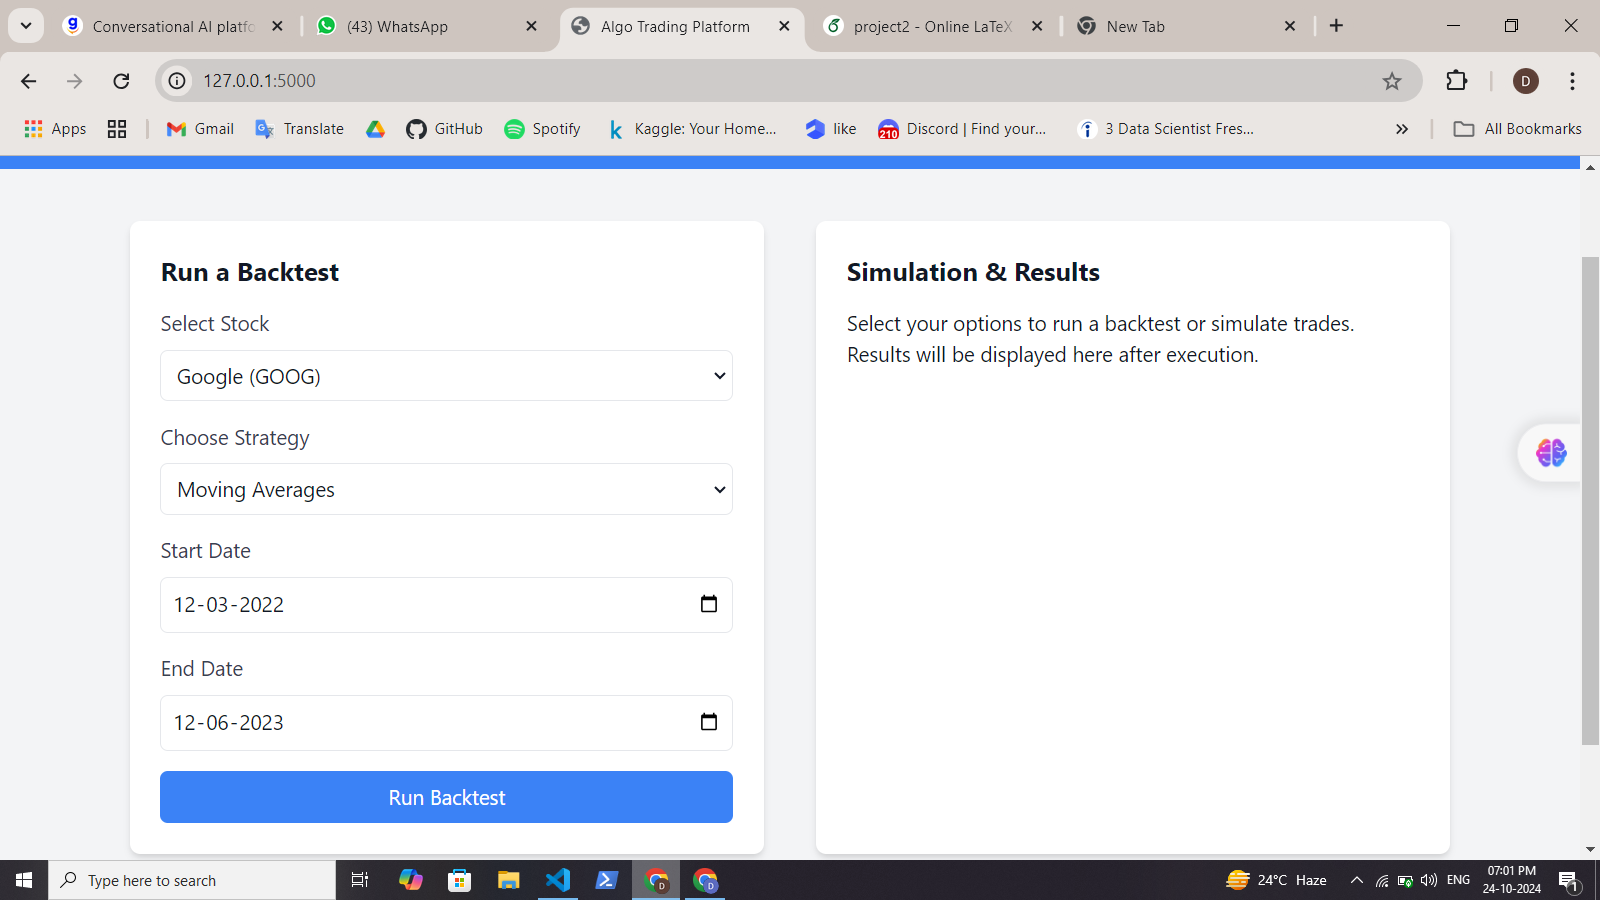 Conversational AI platfo
(43) WhatsApp
Algo Trading Platform
project2 - Online LaTeX
New Tab
127.0.0.1:5000
D
Apps
Gmail
Translate
GitHub
Spotify
Kaggle: Your Home...
like
210
Discord | Find your...
3 Data Scientist Fres...
All Bookmarks
Run a Backtest
Select Stock
Google (GOOG)
Choose Strategy
Moving Averages
Start Date
12-03-2022
End Date
12-06-2023
Run Backtest
Simulation & Results
Select your options to run a backtest or simulate trades.
Results will be displayed here after execution.
Type here to search
D
D
24°C Haze
ENG
07:01 PM
24-10-2024
1